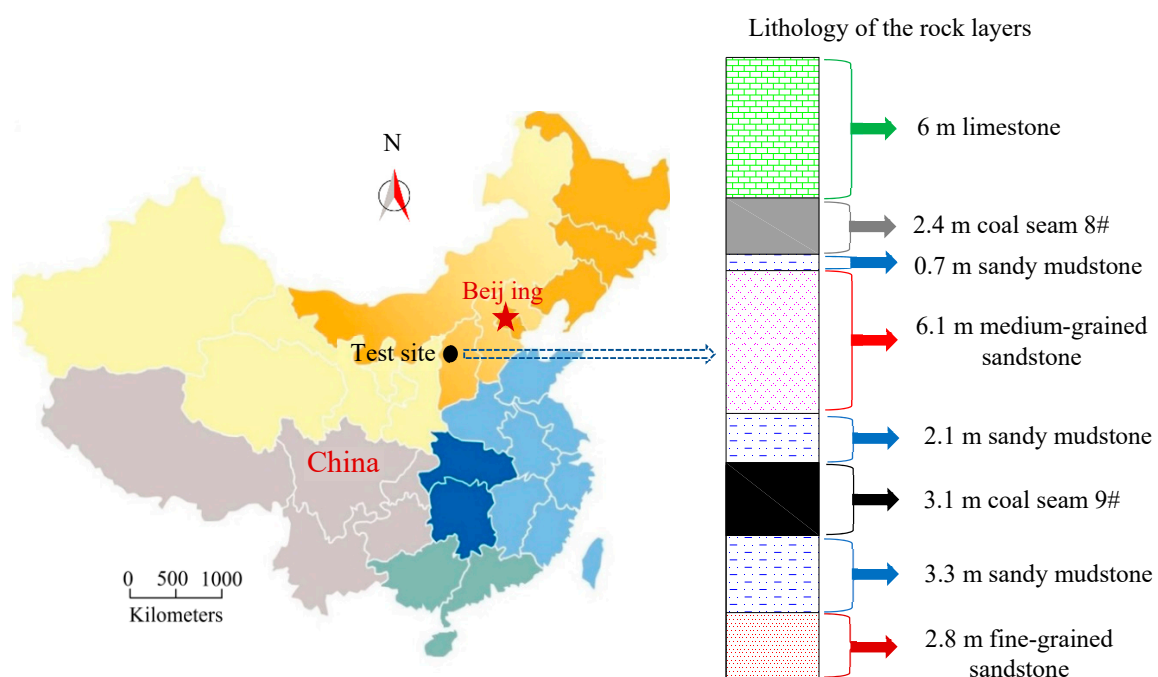 Lithology of the rock layers
N
6 m limestone
2.4 m coal seam 8#
0.7 m sandy mudstone
Beij ing
6.1 m medium-grained
sandstone
Test site
2.1 m sandy mudstone
China
3.1 m coal seam 9#
0 500 1000
Kilometers
3.3 m sandy mudstone
2.8 m fine-grained
sandstone